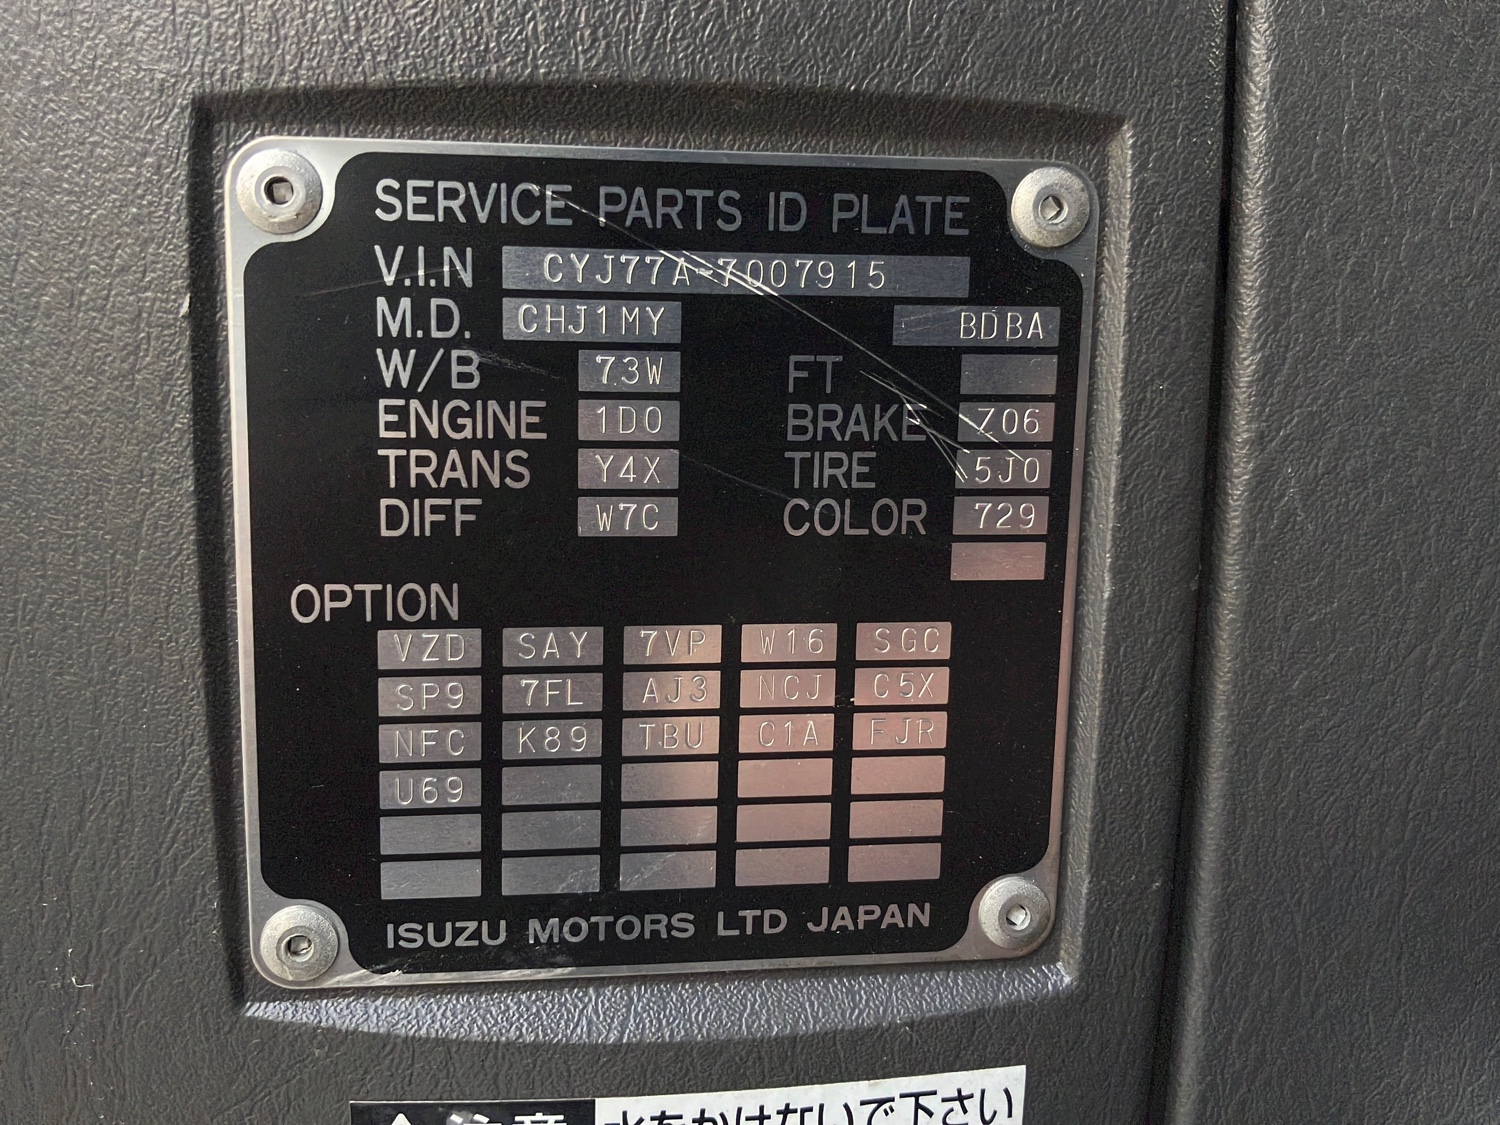 SERVICE PARTS ID PLATE
V.I.N CYJ77A-7007915
M.D. CHJ1MY BDBA
W/B 73W FT
ENGINE 1D0 BRAKE Z06
TRANS Y4X TIRE 5J0
DIFF W7C COLOR 729
OPTION
VZD SAY 7VP W16 SGC
SP9 7FL AJ3 NCJ C5X
NFC K89 TBU C1A FJR
U69
ISUZU MOTORS LTD JAPAN
注意 水をかけないで下さい